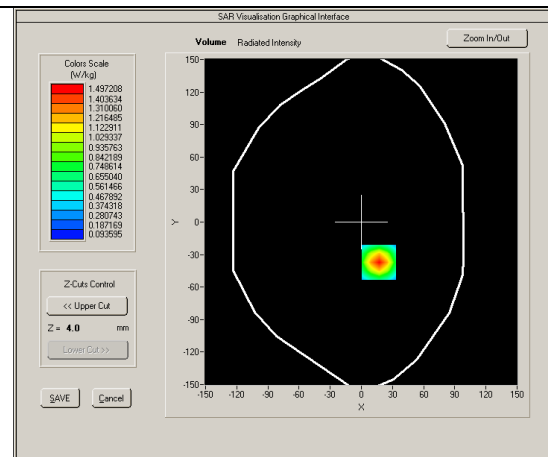 SAR Visualisation Graphical Interface
Volume Radiated Intensity
Zoom In/Out
Colors Scale
(W/kg)
1.497208
1.403634
1.310060
1.216485
1.122911
1.029337
0.935763
0.842189
0.748614
0.655040
0.561466
0.467892
0.374318
0.280743
0.187169
0.093595
Z-Cuts Control
<< Upper Cut
Z = 4.0 mm
Lower Cut >>
SAVE Cancel
150
120
90
60
30
0
-30
-60
-90
-120
-150
Y
-150 -120 -90 -60 -30 0 30 60 90 120 150
X